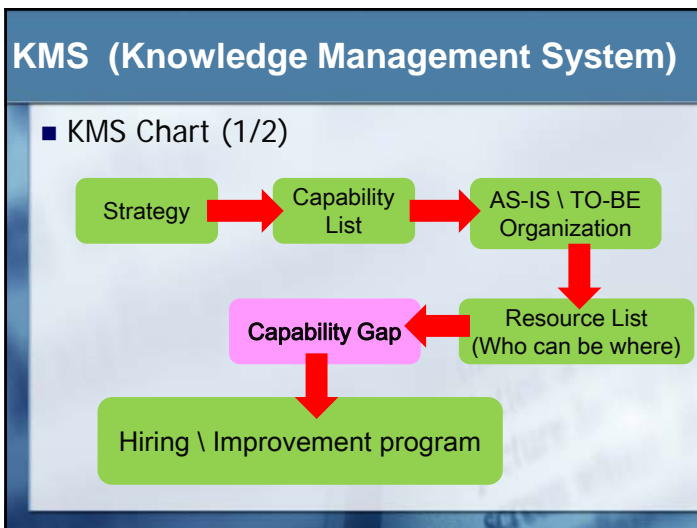 KMS (Knowledge Management System)
KMS Chart (1/2)
Strategy
Capability
List
AS-IS \ TO-BE
Organization
Resource List
(Who can be where)
Capability Gap
Hiring \ Improvement program